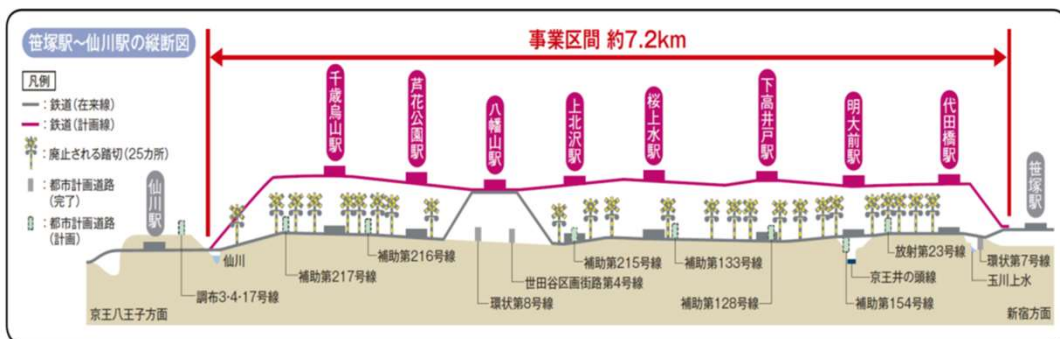 笹塚駅～仙川駅の縦断図
事業区間 約7.2km
凡例
：鉄道（在来線）
：鉄道（計画線）
：廃止される踏切（25カ所）
：都市計画道路
（完了）
：都市計画道路
（計画）
仙川駅
千歳烏山駅
芦花公園駅
八幡山駅
上北沢駅
桜上水駅
下高井戸駅
明大前駅
代田橋駅
笹塚駅
仙川
調布3・4・17号線
補助第217号線
補助第216号線
環状第8号線
世田谷区画街路第4号線
補助第215号線
補助第133号線
補助第128号線
補助第154号線
京王井の頭線
放射第23号線
環状第7号線
玉川上水
京王八王子方面
新宿方面